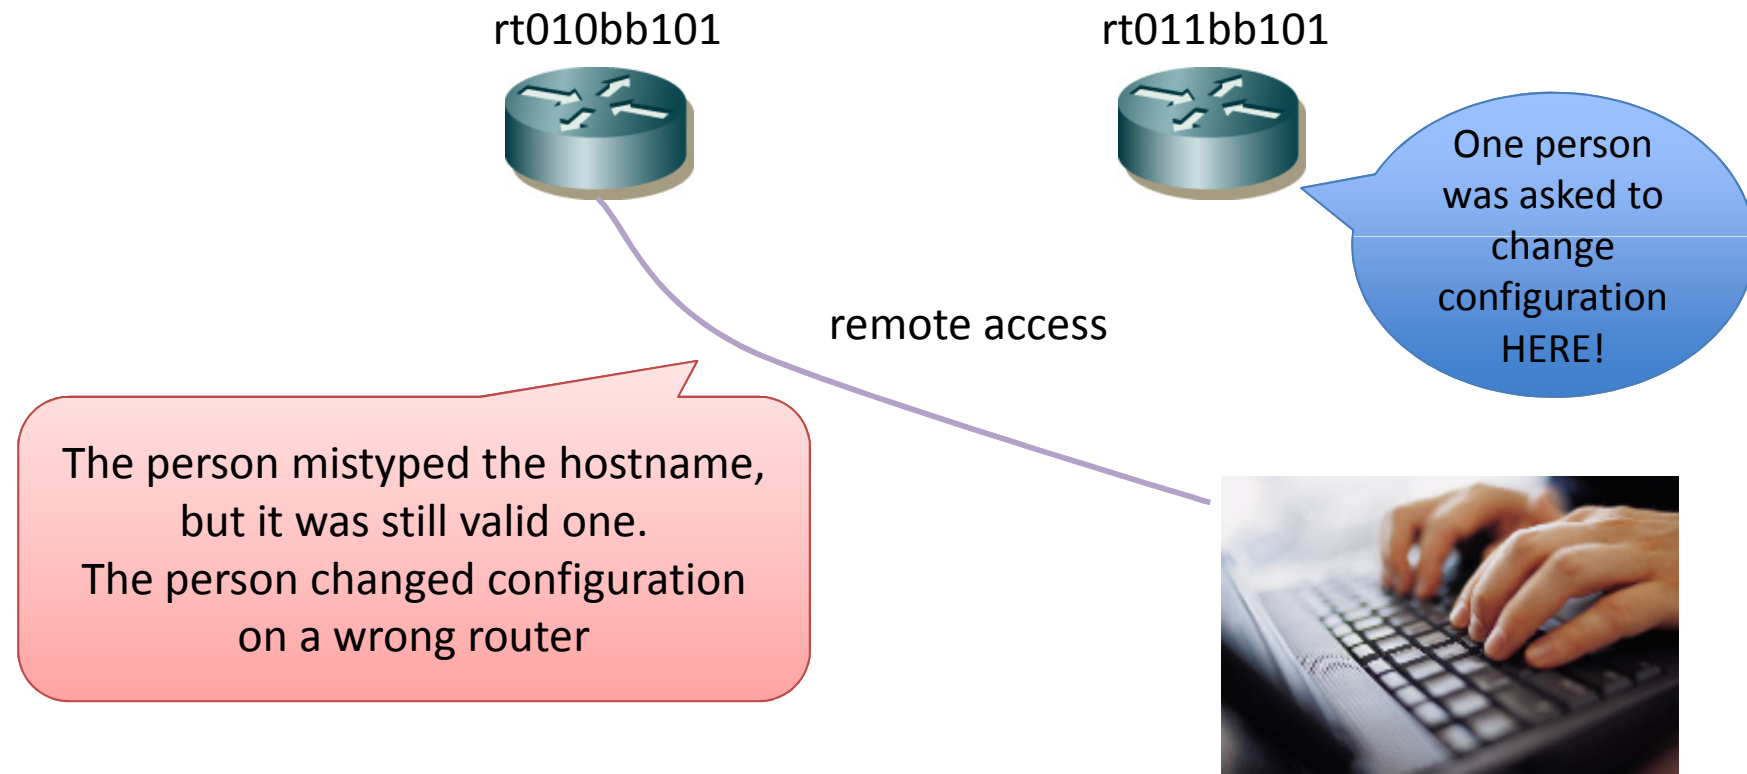 rt010bb101
rt011bb101
One person
was asked to
change
configuration
HERE!
remote access
The person mistyped the hostname,
but it was still valid one.
The person changed configuration
on a wrong router